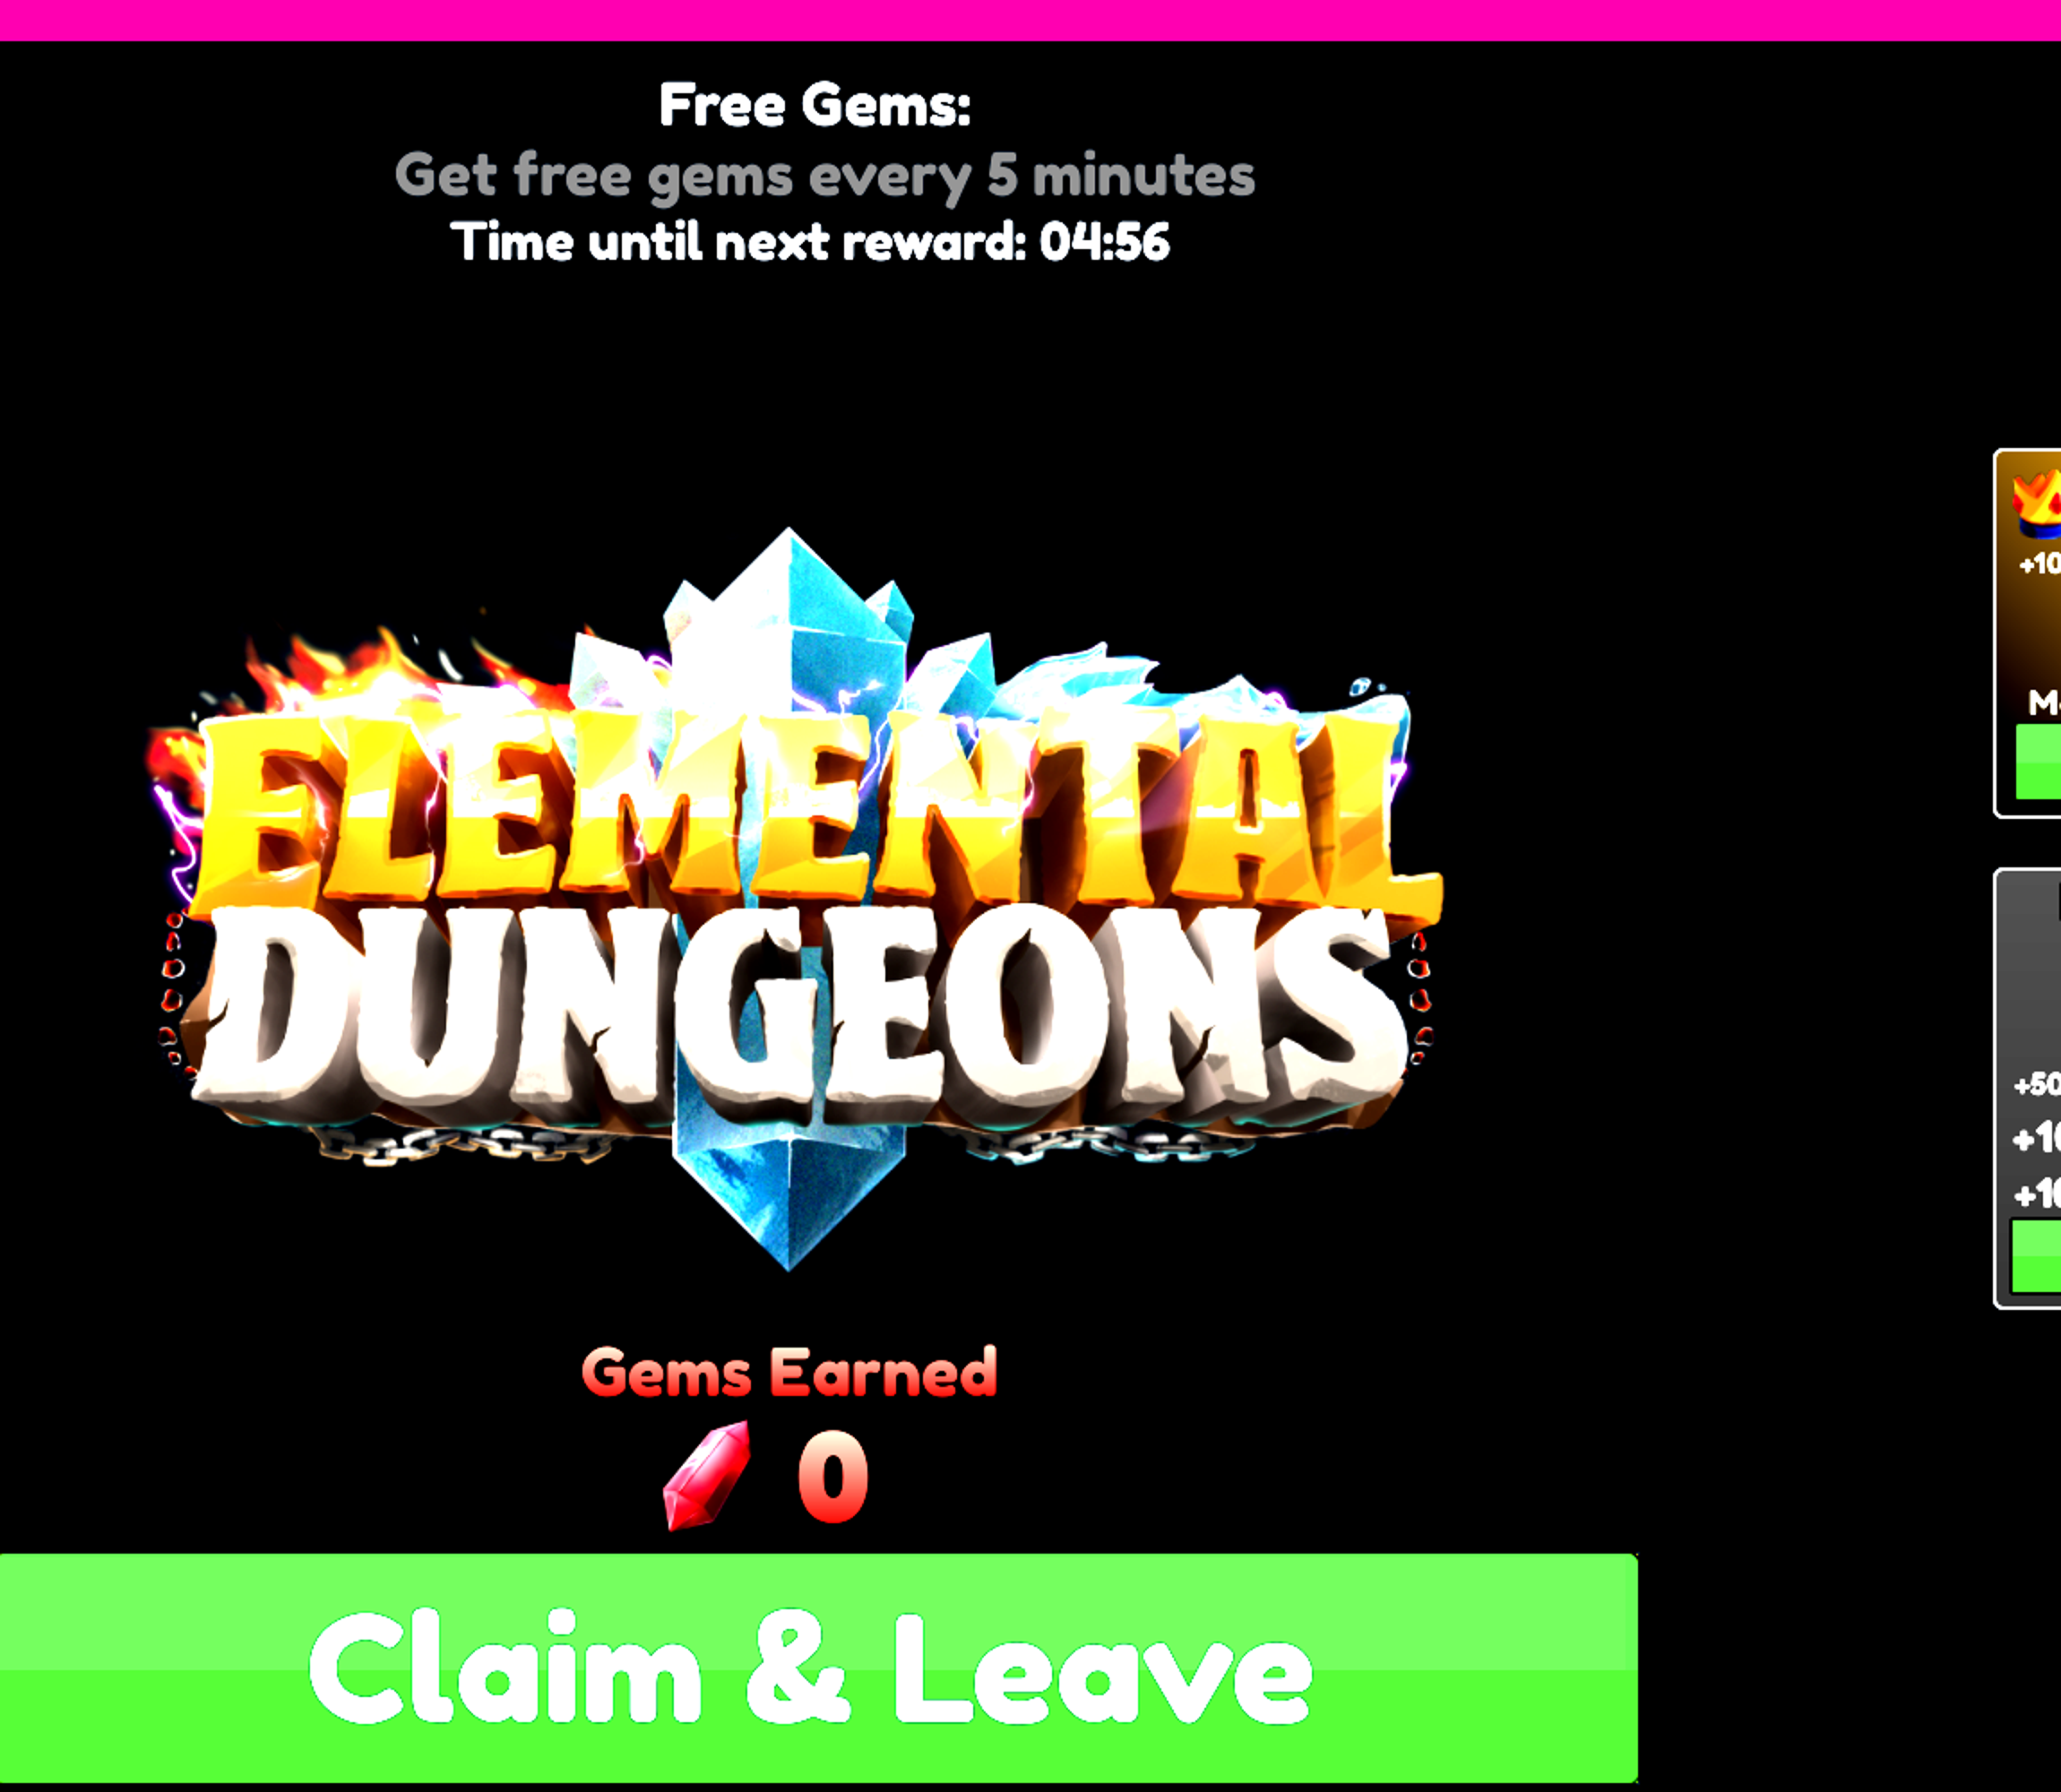 Free Gems:
Get free gems every 5 minutes
Time until next reward: 04:56
ELEMENTAL
DUNGEONS
Gems Earned
0
Claim & Leave